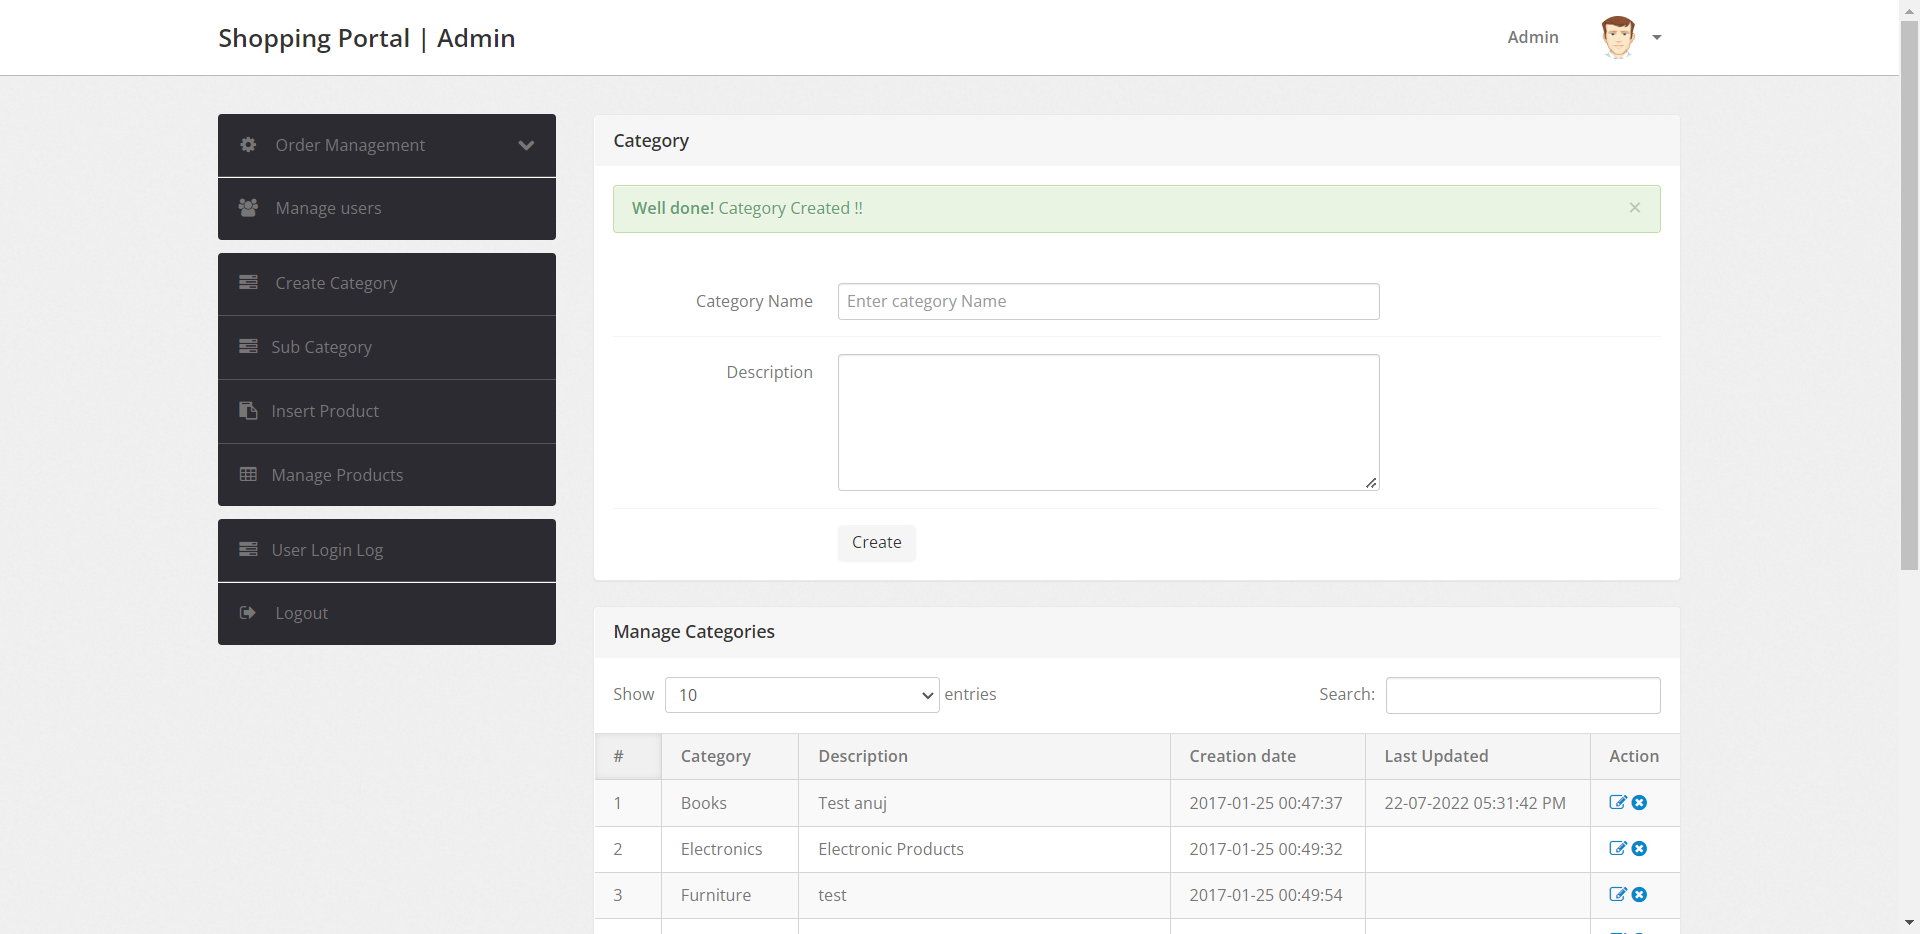 Shopping Portal | Admin
Admin
Order Management
Manage users
Create Category
Sub Category
Insert Product
Manage Products
User Login Log
Logout
Category
Well done! Category Created !!
×
Category Name
Enter category Name
Description
Create
Manage Categories
Show 10 entries
Search:
# Category Description Creation date Last Updated Action
1 Books Test anuj 2017-01-25 00:47:37 22-07-2022 05:31:42 PM
2 Electronics Electronic Products 2017-01-25 00:49:32
3 Furniture test 2017-01-25 00:49:54